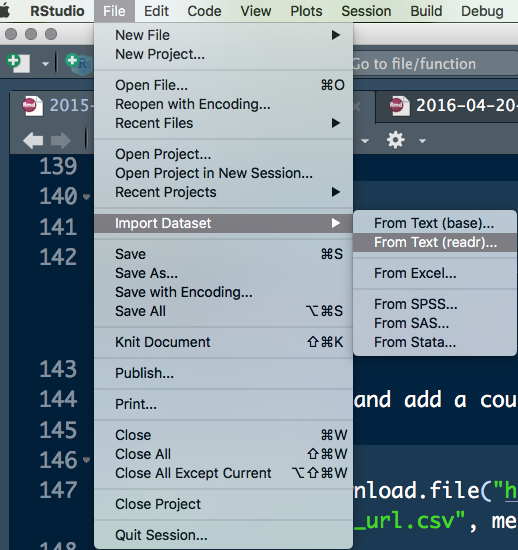 RStudio File Edit Code View Plots Session Build Debug
New File
New Project...
Go to file/function
Open File... ⌘O
Reopen with Encoding...
Recent Files
2015-
2016-04-20-
Open Project...
Open Project in New Session...
Recent Projects
Import Dataset
From Text (base)...
From Text (readr)...
From Excel...
From SPSS...
From SAS...
From Stata...
Save ⌘S
Save As...
Save with Encoding...
Save All ⌥⌘S
Knit Document ⇧⌘K
Publish...
Print...
Close ⌘W
Close All ⇧⌘W
Close All Except Current ⌥⇧⌘W
Close Project
Quit Session...
139
140
141
142
143
144 and add a cou
145
146
147 nload.file("h
_url.csv", me
148